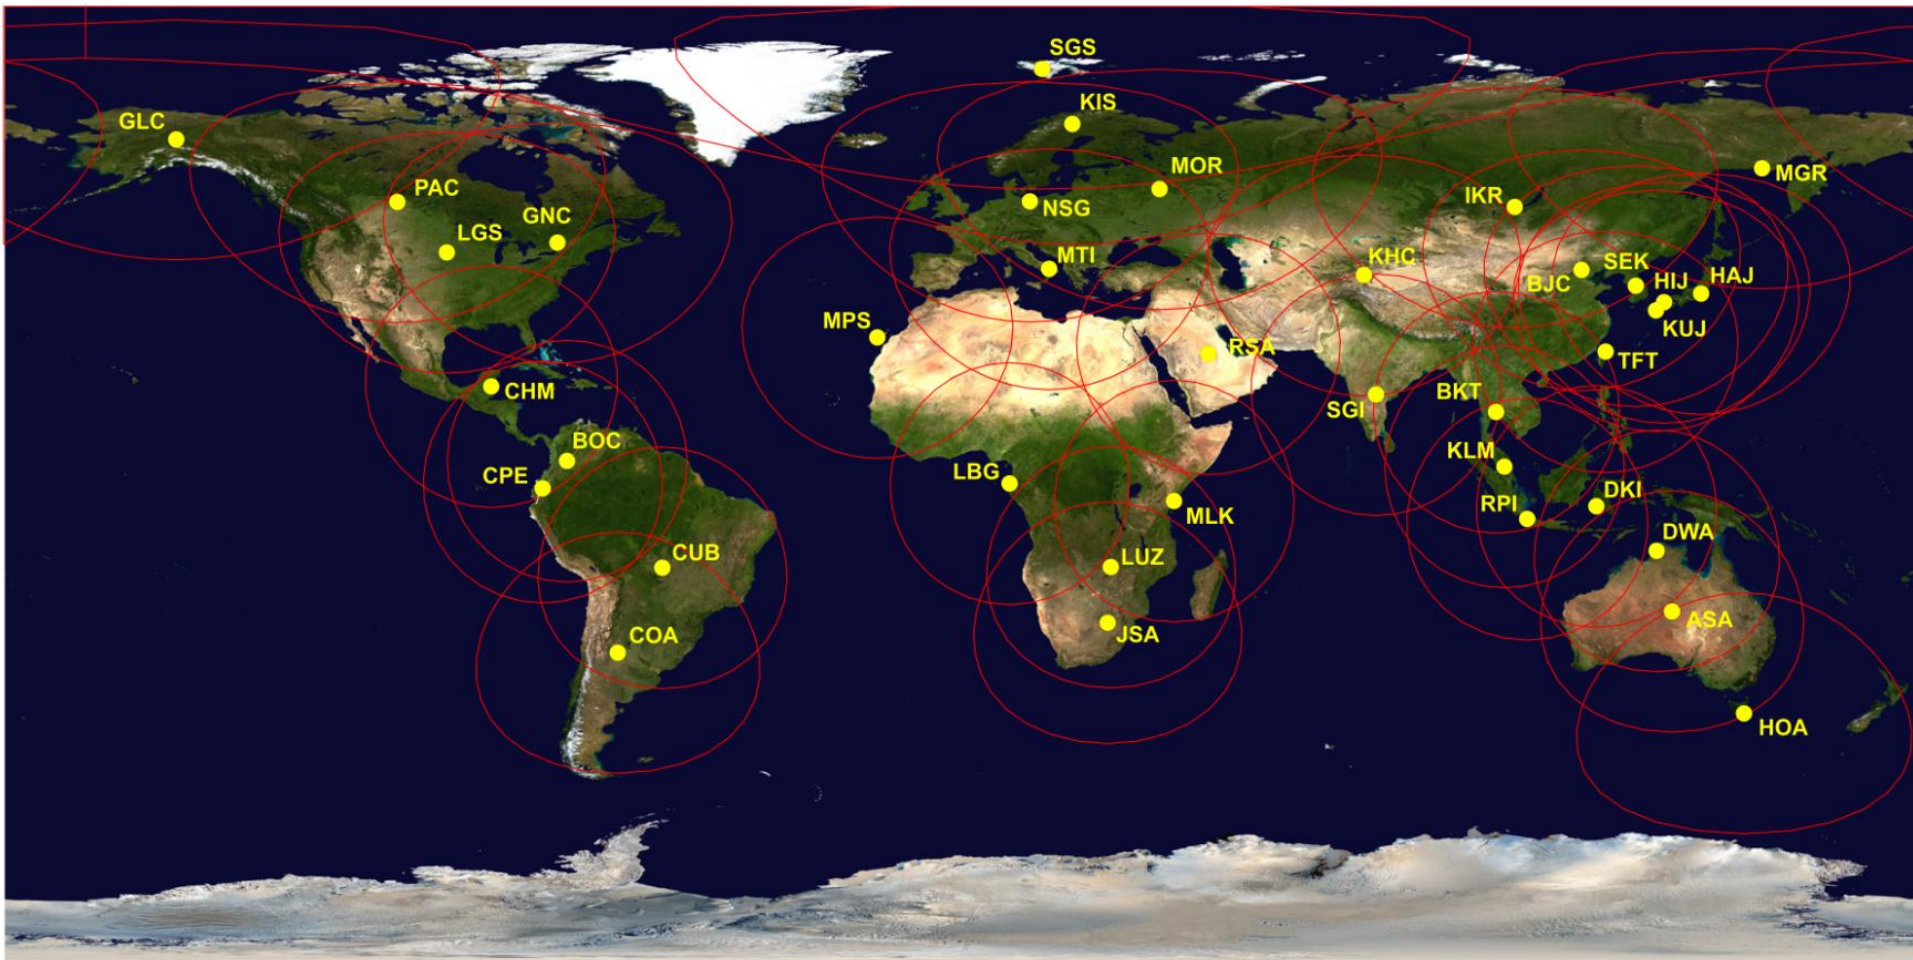 SGS
GLC
KIS
MOR
MGR
PAC
NSG
IKR
GNC
LGS
MTI
KHC
SEK
HIJ
HAJ
BJC
MPS
KUJ
RSA
TFT
CHM
SGI
BKT
BOC
KLM
CPE
LBG
DKI
RPI
MLK
DWA
CUB
LUZ
ASA
COA
JSA
HOA